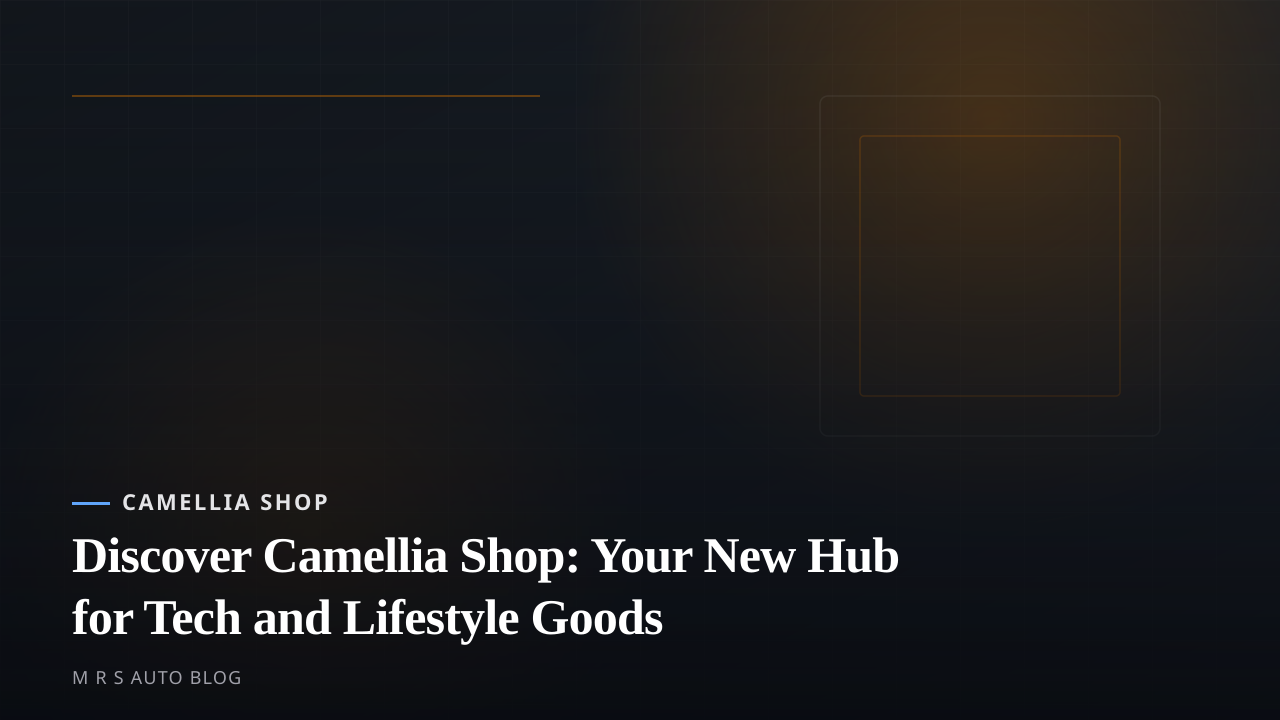 CAMELLIA SHOP
Discover Camellia Shop: Your New Hub
for Tech and Lifestyle Goods
M R S AUTO BLOG